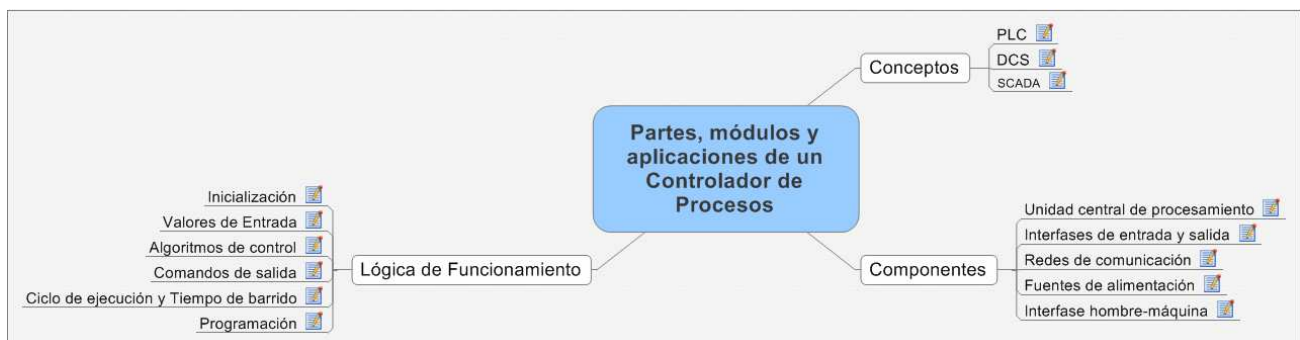 Partes, módulos y
aplicaciones de un
Controlador de
Procesos
Conceptos
PLC
DCS
SCADA
Componentes
Unidad central de procesamiento
Interfases de entrada y salida
Redes de comunicación
Fuentes de alimentación
Interfase hombre-máquina
Lógica de Funcionamiento
Inicialización
Valores de Entrada
Algoritmos de control
Comandos de salida
Ciclo de ejecución y Tiempo de barrido
Programación